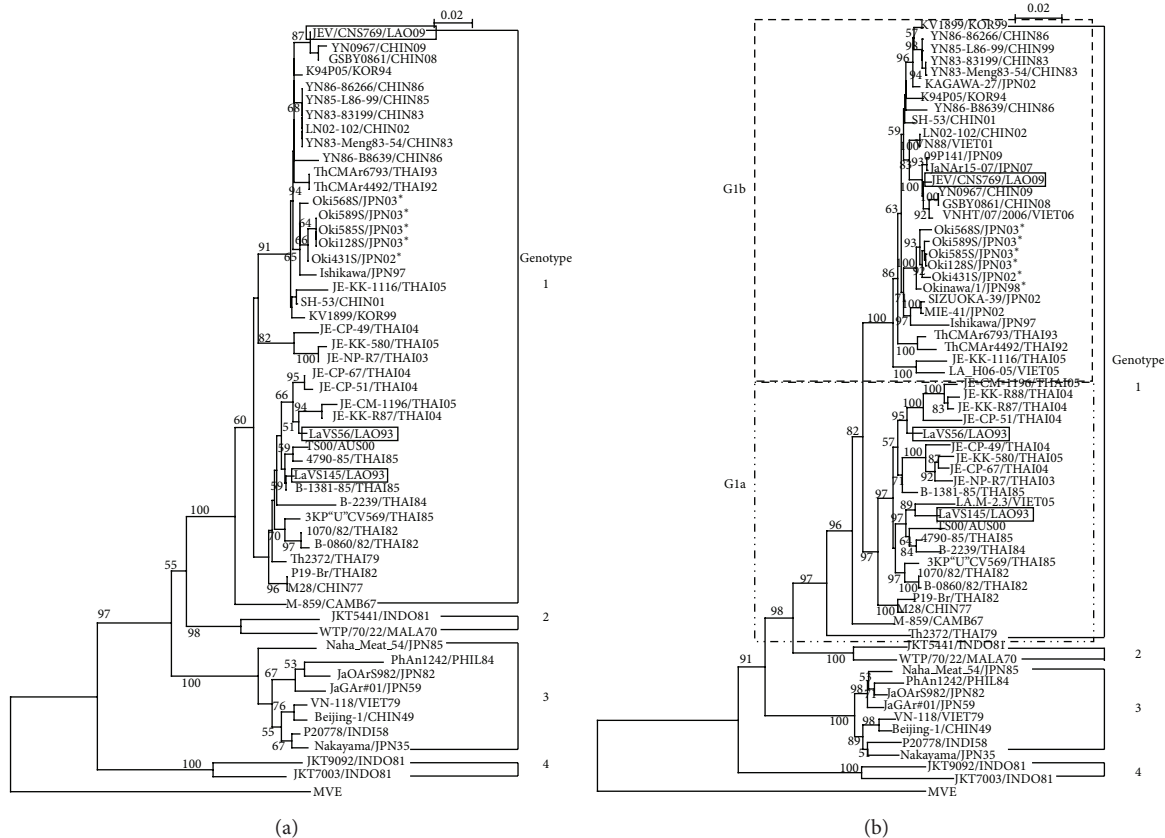 0.02
87
JEV/CNS769/LAO09
YN0967/CHIN09
GSBY0861/CHIN08
K94P05/KOR94
YN86-86266/CHIN86
YN85-L86-99/CHIN85
68
YN83-83199/CHIN83
LN02-102/CHIN02
YN83-Meng83-54/CHIN83
YN86-B8639/CHIN86
ThCMAr6793/THAI93
94
ThCMAr4492/THAI92
Oki568S/JPN03*
Oki589S/JPN03*
64
Oki585S/JPN03*
66
Oki128S/JPN03*
91
65
Oki431S/JPN02*
Genotype
Ishikawa/JPN97
1
JE-KK-1116/THAI05
SH-53/CHIN01
KV1899/KOR99
JE-CP-49/THAI04
82
JE-KK-580/THAI05
100
JE-NP-R7/THAI03
JE-CP-67/THAI04
95
JE-CP-51/THAI04
66
JE-CM-1196/THAI05
94
JE-KK-R87/THAI04
60
51
LaVS56/LAO93
59
TS00/AUS00
4790-85/THAI85
LaVS145/LAO93
59
B-1381-85/THAI85
B-2239/THAI84
100
3KP"U"CV569/THAI85
70
1070/82/THAI82
97
B-0860/82/THAI82
Th2372/THAI79
55
P19-Br/THAI82
96
M28/CHIN77
M-859/CAMB67
97
JKT5441/INDO81
2
98
WTP/70/22/MALA70
Naha_Meat_54/JPN85
53
PhAn1242/PHIL84
67
JaOArS982/JPN82
100
JaGAr#01/JPN59
3
76
VN-118/VIET79
Beijing-1/CHIN49
55
P20778/INDI58
67
Nakayama/JPN35
100
JKT9092/INDO81
4
JKT7003/INDO81
MVE
(a)
0.02
KV1899/KOR99
57
YN86-86266/CHIN86
98
YN85-L86-99/CHIN99
96
YN83-83199/CHIN83
94
YN83-Meng83-54/CHIN83
KAGAWA-27/JPN02
K94P05/KOR94
YN86-B8639/CHIN86
SH-53/CHIN01
59
LN02-102/CHIN02
100
VN88/VIET01
09P141/JPN09
93
83
JaNAr15-07/JPN07
JEV/CNS769/LAO09
100
G1b
YN0967/CHIN09
100
GSBY0861/CHIN08
63
92
VNHT/07/2006/VIET06
Oki568S/JPN03*
93
Oki589S/JPN03*
Oki585S/JPN03*
100
Oki128S/JPN03*
92
86
Oki431S/JPN02*
Okinawa/1/JPN98*
SIZUOKA-39/JPN02
100
MIE-41/JPN02
100
97
Ishikawa/JPN97
ThCMAr6793/THAI93
100
ThCMAr4492/THAI92
JE-KK-1116/THAI05
Genotype
100
LA_H06-05/VIET05
JE-CM-1196/THAI05
1
100
JE-KK-R88/THAI04
100
83
JE-KK-R87/THAI04
95
JE-CP-51/THAI04
82
LaVS56/LAO93
57
JE-CP-49/THAI04
JE-KK-580/THAI05
JE-CP-67/THAI04
92
71
JE-NP-R7/THAI03
G1a
B-1381-85/THAI85
97
89
LA.M-2.3/VIET05
97
LaVS145/LAO93
96
TS00/AUS00
64
4790-85/THAI85
84
B-2239/THAI84
97
97
3KP"U"CV569/THAI85
1070/82/THAI82
97
100
B-0860/82/THAI82
P19-Br/THAI82
100
M28/CHIN77
98
M-859/CAMB67
Th2372/THAI79
JKT5441/INDO81
91
100
WTP/70/22/MALA70
2
Naha_Meat_54/JPN85
53
PhAn1242/PHIL84
98
71
JaOArS982/JPN82
JaGAr#01/JPN59
3
100
98
VN-118/VIET79
Beijing-1/CHIN49
89
P20778/INDI58
51
Nakayama/JPN35
100
JKT9092/INDO81
4
JKT7003/INDO81
MVE
(b)